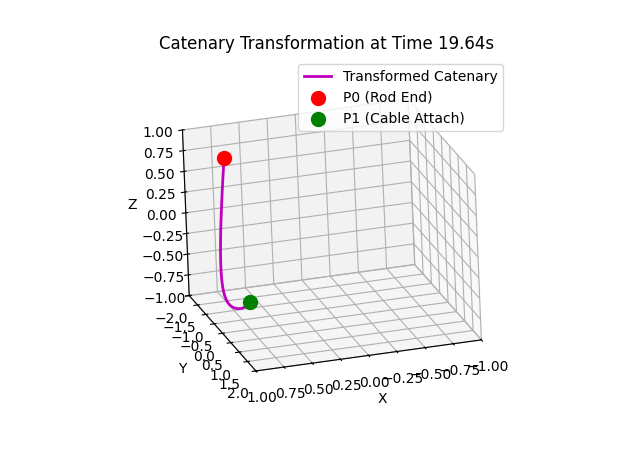 Catenary Transformation at Time 19.64s
Transformed Catenary
P0 (Rod End)
P1 (Cable Attach)
1.00
0.75
0.50
0.25
0.00
−0.25
−0.50
−0.75
−1.00
Z
−2.0
−1.5
−1.0
−0.5
0.0
0.5
1.0
1.5
2.0
Y
1.00 0.75 0.50 0.25 0.00 −0.25 −0.50 −0.75 −1.00
X